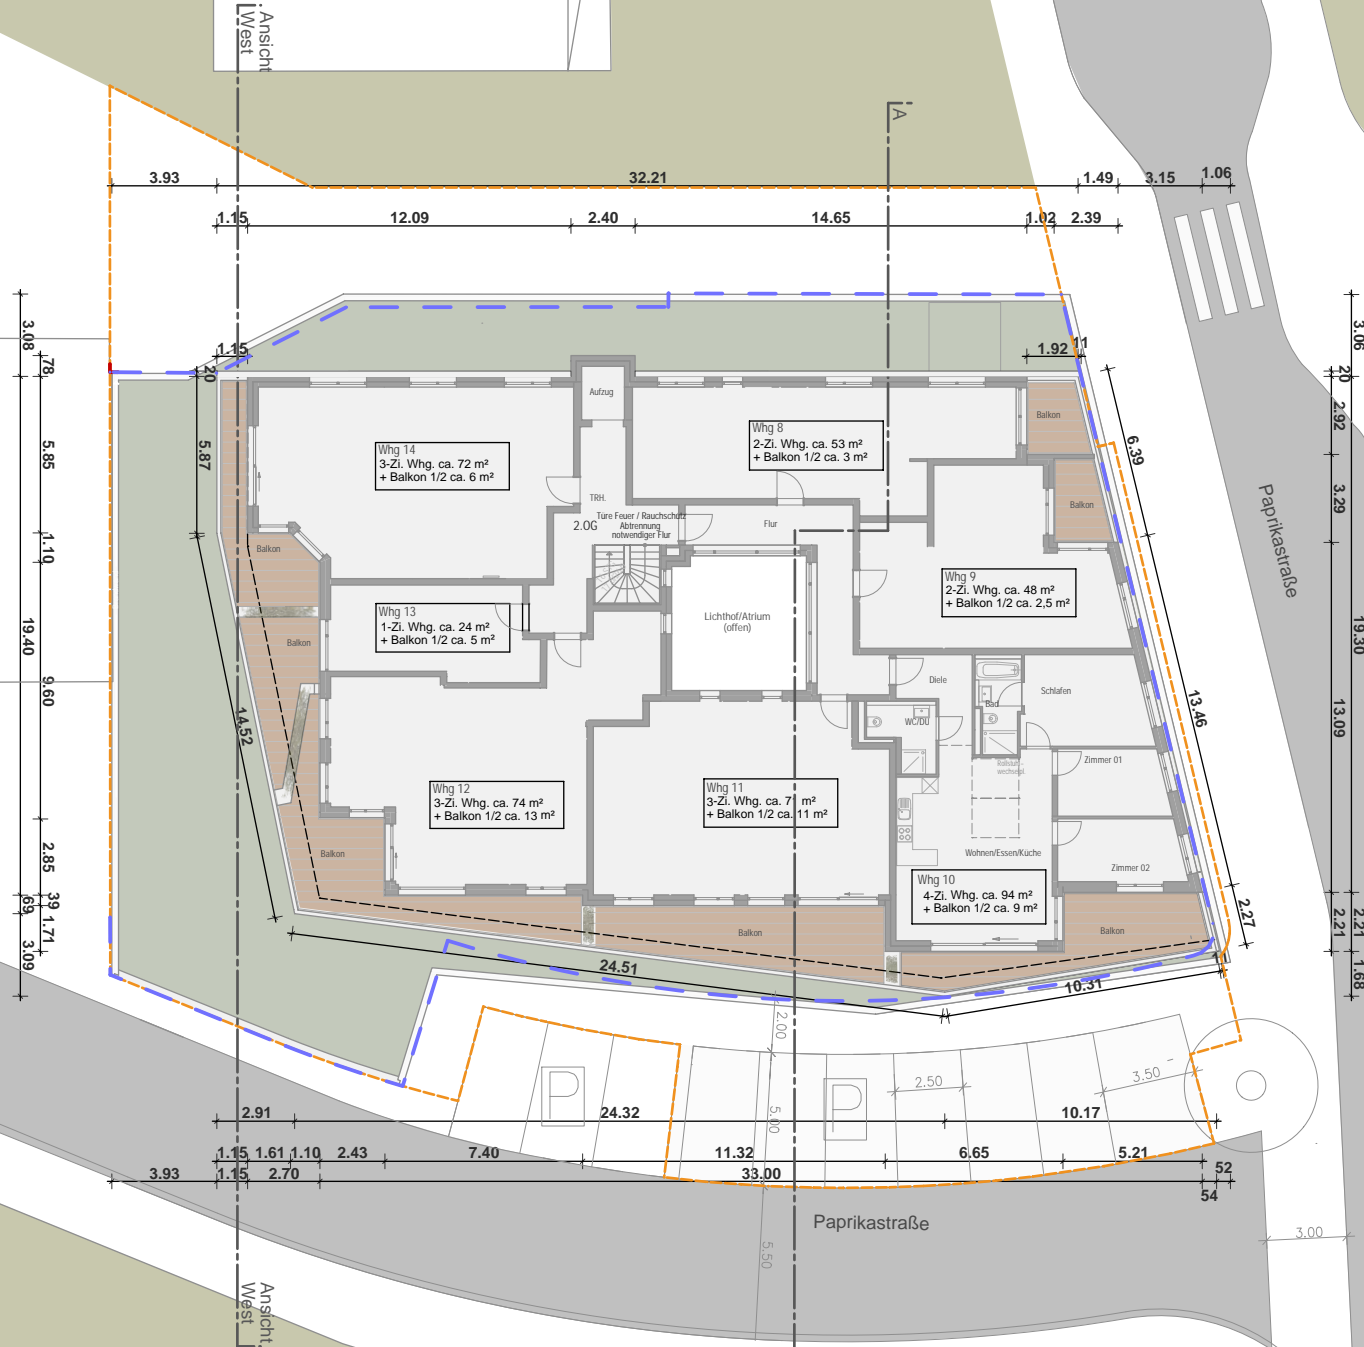 Ansicht
West
A
3.93
32.21
1.49
3.15
1.06
1.15
12.09
2.40
14.65
1.02
2.39
3.08
78
20
1.15
1.92
11
3.06
20
2.92
5.85
5.87
6.39
3.29
1.10
19.40
9.60
14.52
13.46
19.30
13.09
2.85
39
69
1.71
3.09
2.27
2.21
2.21
1.68
11
Aufzug
Whg 14
3-Zi. Whg. ca. 72 m²
+ Balkon 1/2 ca. 6 m²
Whg 8
2-Zi. Whg. ca. 53 m²
+ Balkon 1/2 ca. 3 m²
Balkon
Balkon
TRH.
2.OG
Türe Feuer / Rauchschutz
Abtrennung
notwendiger Flur
Flur
Balkon
Whg 9
2-Zi. Whg. ca. 48 m²
+ Balkon 1/2 ca. 2,5 m²
Whg 13
1-Zi. Whg. ca. 24 m²
+ Balkon 1/2 ca. 5 m²
Lichthof/Atrium
(offen)
Balkon
Diele
Bad
Schlafen
WC/DU
Zimmer 01
Whg 12
3-Zi. Whg. ca. 74 m²
+ Balkon 1/2 ca. 13 m²
Whg 11
3-Zi. Whg. ca. 7 m²
+ Balkon 1/2 ca. 11 m²
Balkon
Wohnen/Essen/Küche
Zimmer 02
Whg 10
4-Zi. Whg. ca. 94 m²
+ Balkon 1/2 ca. 9 m²
Balkon
Balkon
Paprikastraße
24.51
10.31
2.00
2.50
3.50
P
P
5.00
2.91
24.32
10.17
1.15
1.61
1.10
2.43
7.40
11.32
6.65
5.21
3.93
1.15
2.70
33.00
52
54
Paprikastraße
5.50
3.00
Ansicht
West